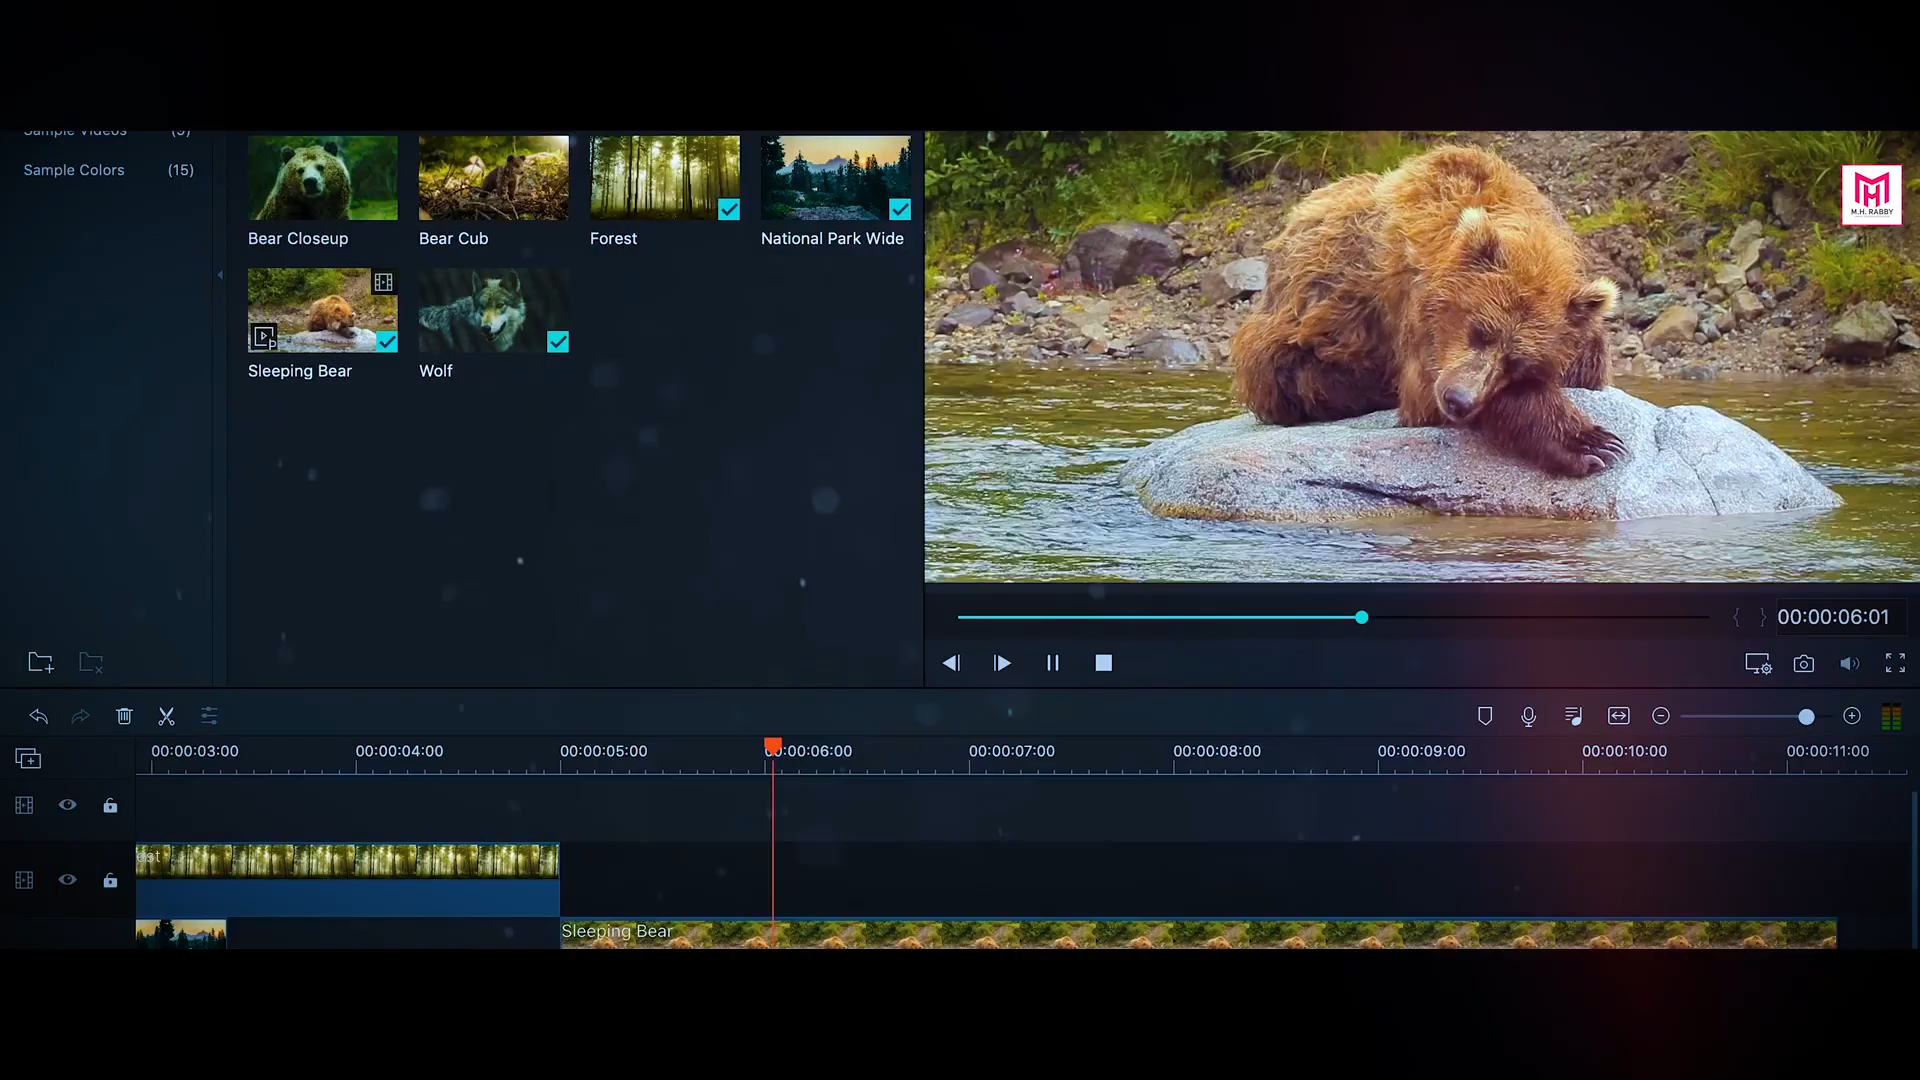 Sample Videos (5)
Sample Colors (15)
Bear Closeup
Bear Cub
Forest
National Park Wide
Sleeping Bear
Wolf
M.H. RABBY
00:00:06:01
00:00:03:00
00:00:04:00
00:00:05:00
00:00:06:00
00:00:07:00
00:00:08:00
00:00:09:00
00:00:10:00
00:00:11:00
Sleeping Bear